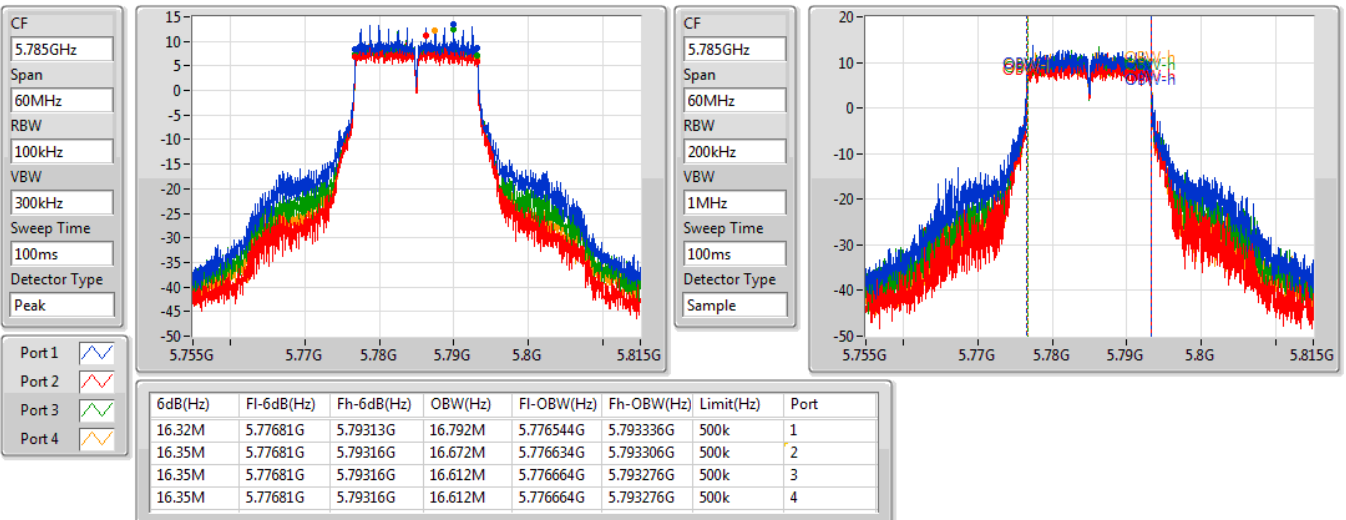 CF
5.785GHz
Span
60MHz
RBW
100kHz
VBW
300kHz
Sweep Time
100ms
Detector Type
Peak
15
10
5
0
-5
-10
-15
-20
-25
-30
-35
-40
-45
-50
5.755G 5.77G 5.78G 5.79G 5.8G 5.815G
CF
5.785GHz
Span
60MHz
RBW
200kHz
VBW
1MHz
Sweep Time
100ms
Detector Type
Sample
20
10
0
-10
-20
-30
-40
-50
OBW-h
OBW-h
5.755G 5.77G 5.78G 5.79G 5.8G 5.815G
Port 1
Port 2
Port 3
Port 4
6dB(Hz) Fl-6dB(Hz) Fh-6dB(Hz) OBW(Hz) Fl-OBW(Hz) Fh-OBW(Hz) Limit(Hz) Port
16.32M 5.77681G 5.79313G 16.792M 5.776544G 5.793336G 500k 1
16.35M 5.77681G 5.79316G 16.672M 5.776634G 5.793306G 500k 2
16.35M 5.77681G 5.79316G 16.612M 5.776664G 5.793276G 500k 3
16.35M 5.77681G 5.79316G 16.612M 5.776664G 5.793276G 500k 4